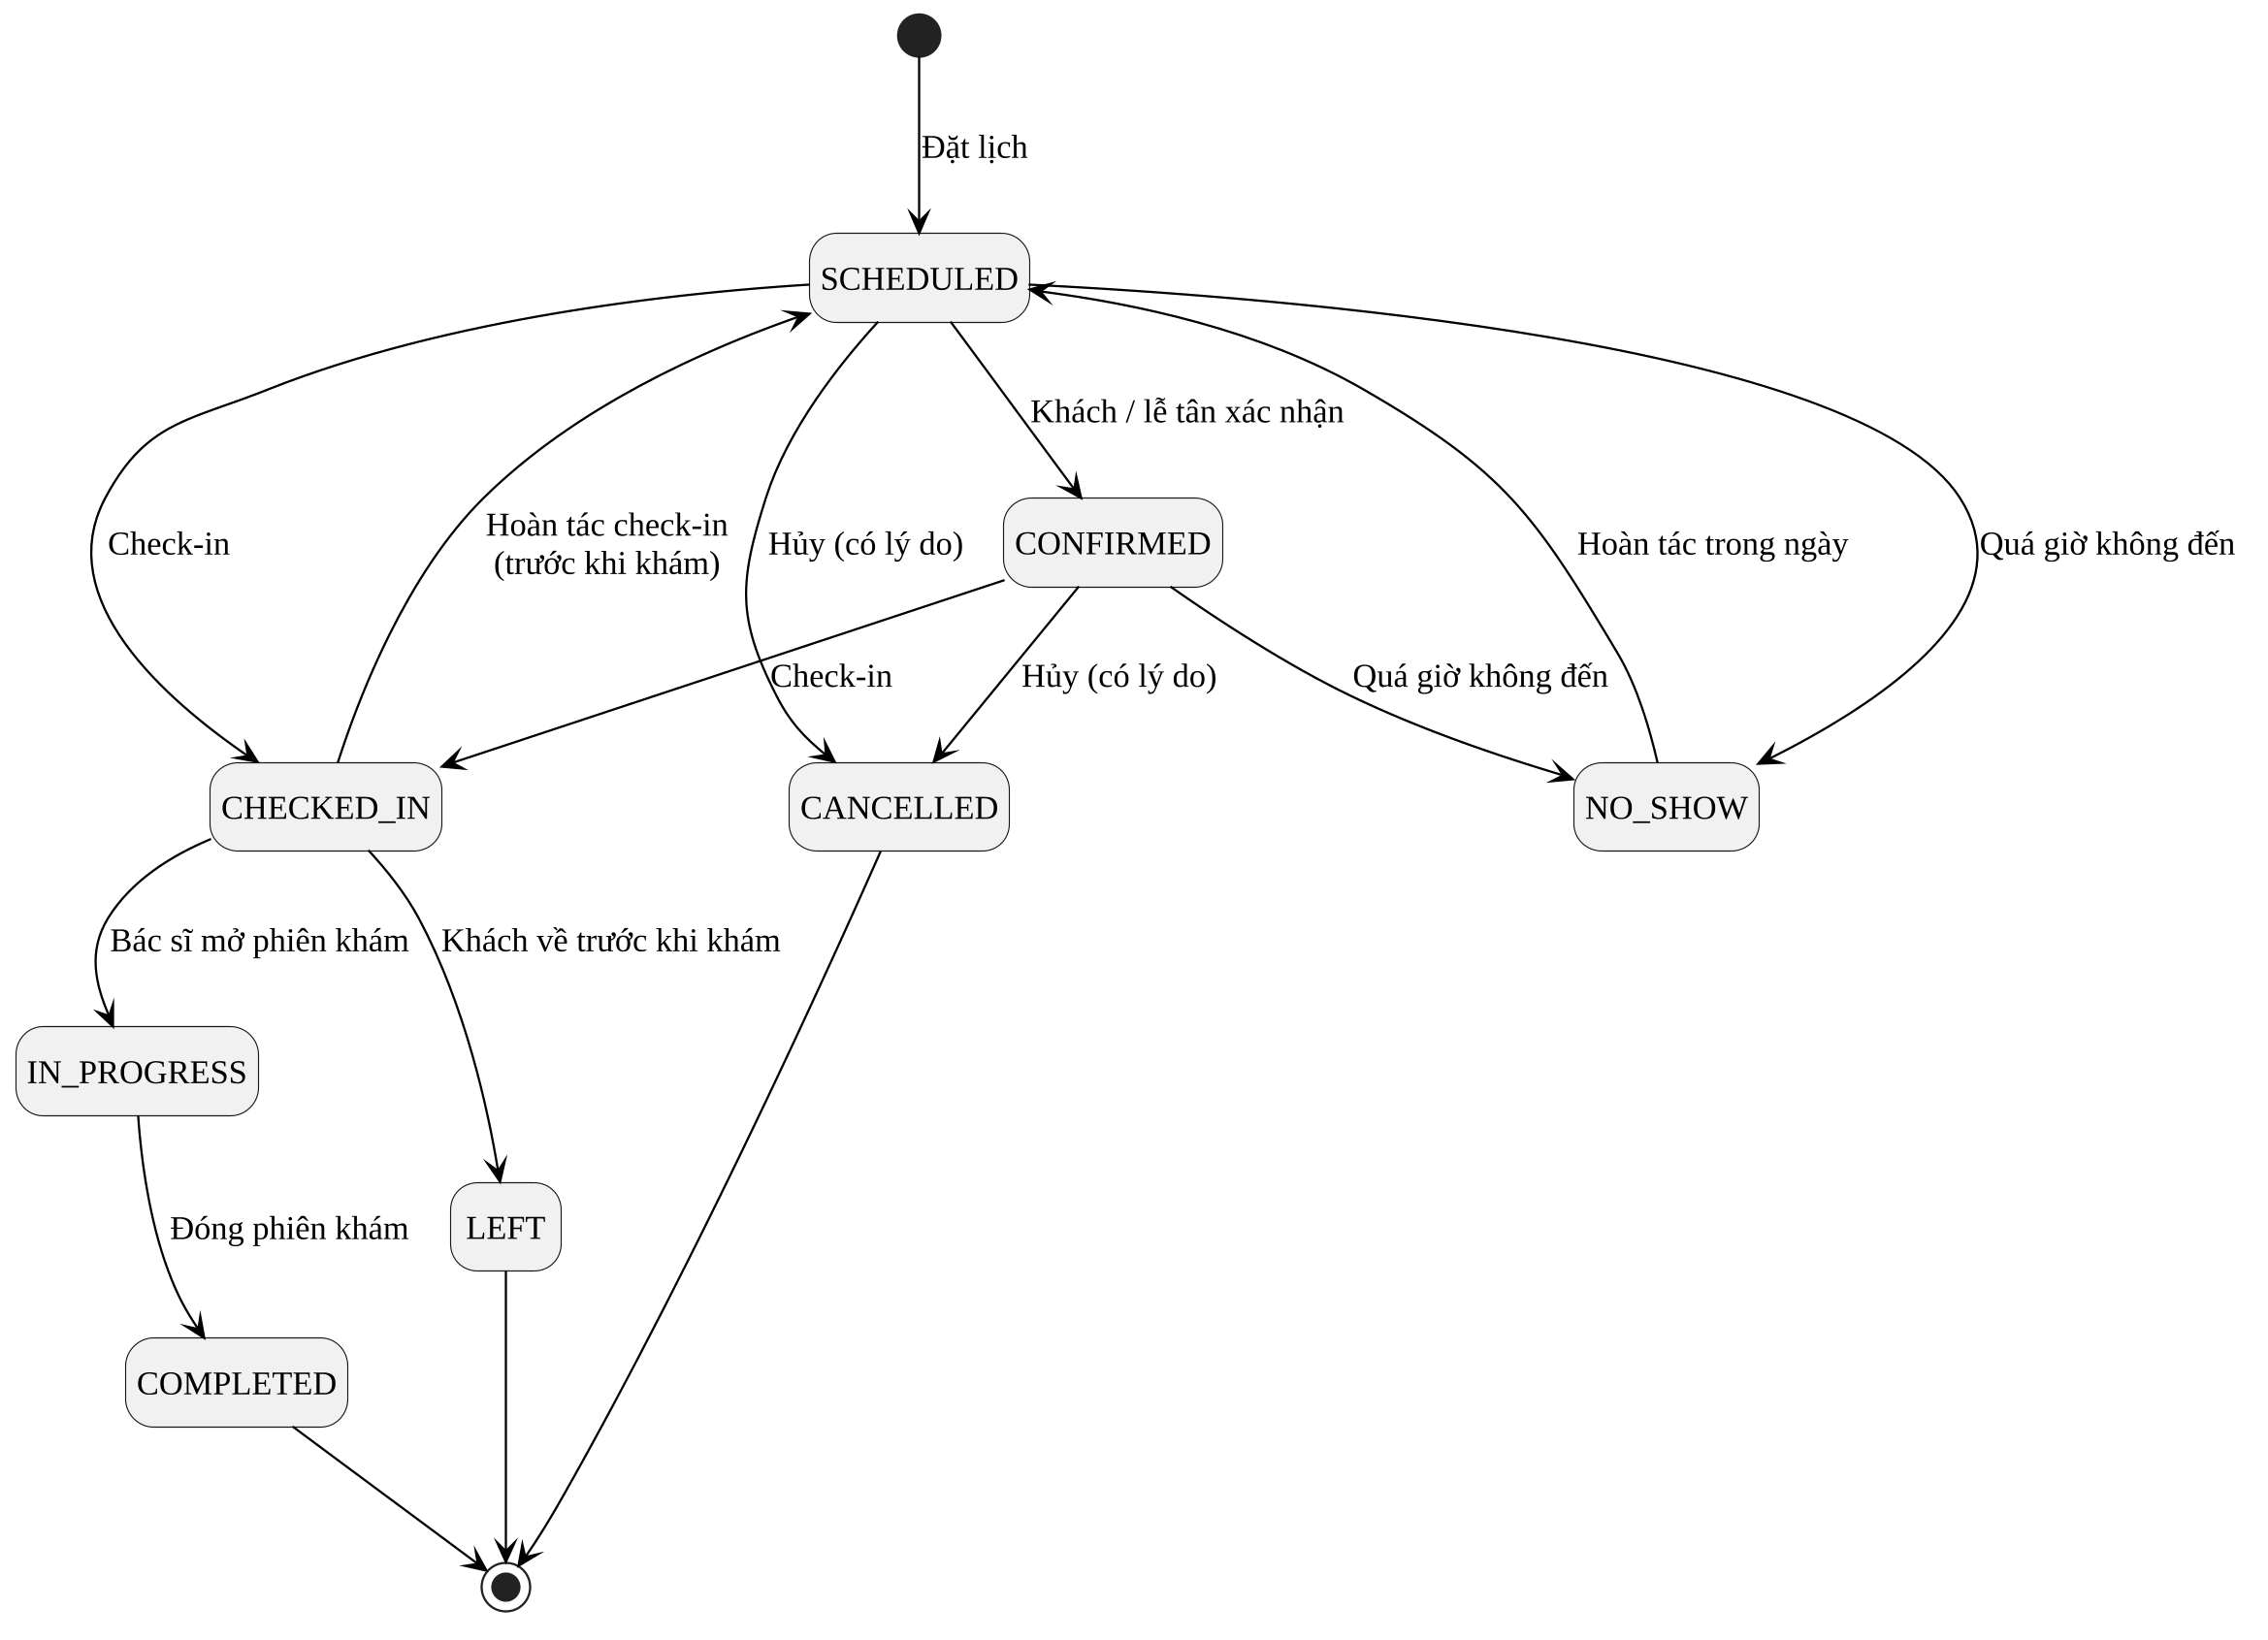 Đặt lịch
SCHEDULED
Khách / lễ tân xác nhận
Check-in
Hoàn tác check-in
(trước khi khám)
Hủy (có lý do)
CONFIRMED
Hoàn tác trong ngày
Quá giờ không đến
Check-in
Hủy (có lý do)
Quá giờ không đến
CHECKED_IN
CANCELLED
NO_SHOW
Bác sĩ mở phiên khám
Khách về trước khi khám
IN_PROGRESS
Đóng phiên khám
LEFT
COMPLETED